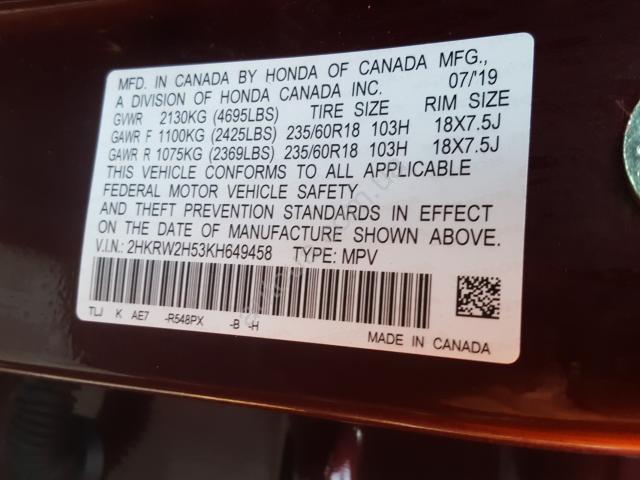 MFD. IN CANADA BY HONDA OF CANADA MFG.,
A DIVISION OF HONDA CANADA INC. 07/'19
GVWR 2130KG (4695LBS) TIRE SIZE RIM SIZE
GAWR F 1100KG (2425LBS) 235/60R18 103H 18X7.5J
GAWR R 1075KG (2369LBS) 235/60R18 103H 18X7.5J
THIS VEHICLE CONFORMS TO ALL APPLICABLE
FEDERAL MOTOR VEHICLE SAFETY
AND THEFT PREVENTION STANDARDS IN EFFECT
ON THE DATE OF MANUFACTURE SHOWN ABOVE.
V.I.N.: 2HKRW2H53KH649458 TYPE: MPV
TLJ K AE7 -R548PX -B -H
MADE IN CANADA